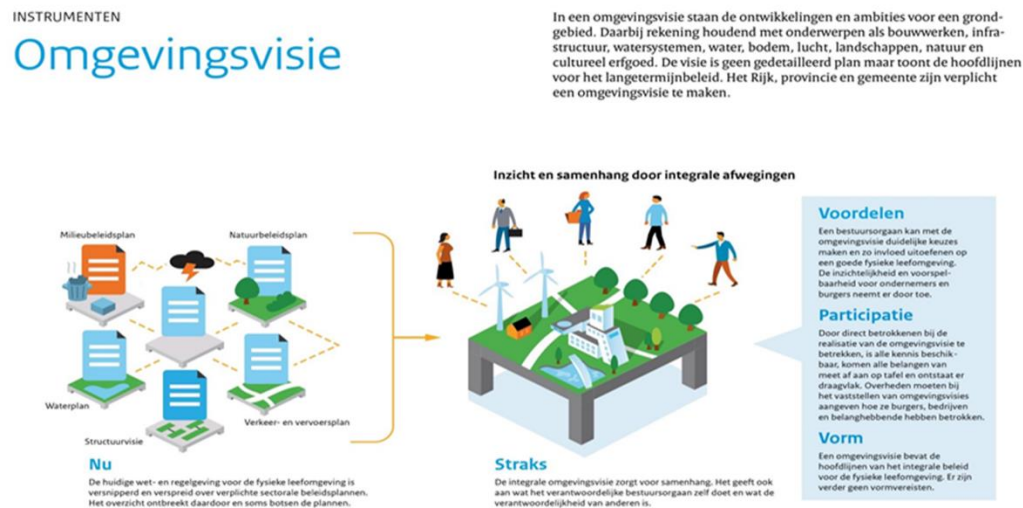 INSTRUMENTEN
Omgevingsvisie
In een omgevingsvisie staan de ontwikkelingen en ambities voor een grond-
gebied. Daarbij rekening houdend met onderwerpen als bouwwerken, infra-
structuur, watersystemen, water, bodem, lucht, landschappen, natuur en
cultureel erfgoed. De visie is geen gedetailleerd plan maar toont de hoofdlijnen
voor het langetermijnbeleid. Het Rijk, provincie en gemeente zijn verplicht
een omgevingsvisie te maken.
Milieubeleidsplan
Natuurbeleidsplan
Waterplan
Verkeer- en vervoersplan
Structuurvisie
Nu
De huidige wet- en regelgeving voor de fysieke leefomgeving is
versnipperd en verspreid over verplichte sectorale beleidsplannen.
Het overzicht ontbreekt daardoor en soms botsen de plannen.
Inzicht en samenhang door integrale afwegingen
Straks
De integrale omgevingsvisie zorgt voor samenhang. Het geeft ook
aan wat het verantwoordelijke bestuursorgaan zelf doet en wat de
verantwoordelijkheid van anderen is.
Voordelen
Een bestuursorgaan kan met de
omgevingsvisie duidelijke keuzes
maken en zo invloed uitoefenen op
een goede fysieke leefomgeving.
De inzichtelijkheid en voorspel-
baarheid voor ondernemers en
burgers neemt er door toe.
Participatie
Door direct betrokkenen bij de
realisatie van de omgevingsvisie te
betrekken, is alle kennis beschik-
baar, komen alle belangen van
meet af aan op tafel en ontstaat er
draagvlak. Overheden moeten bij
het vaststellen van omgevingsvisies
aangeven hoe ze burgers, bedrijven
en belanghebbende hebben betrokken.
Vorm
Een omgevingsvisie bevat de
hoofdlijnen van het integrale beleid
voor de fysieke leefomgeving. Er zijn
verder geen vormvereisten.